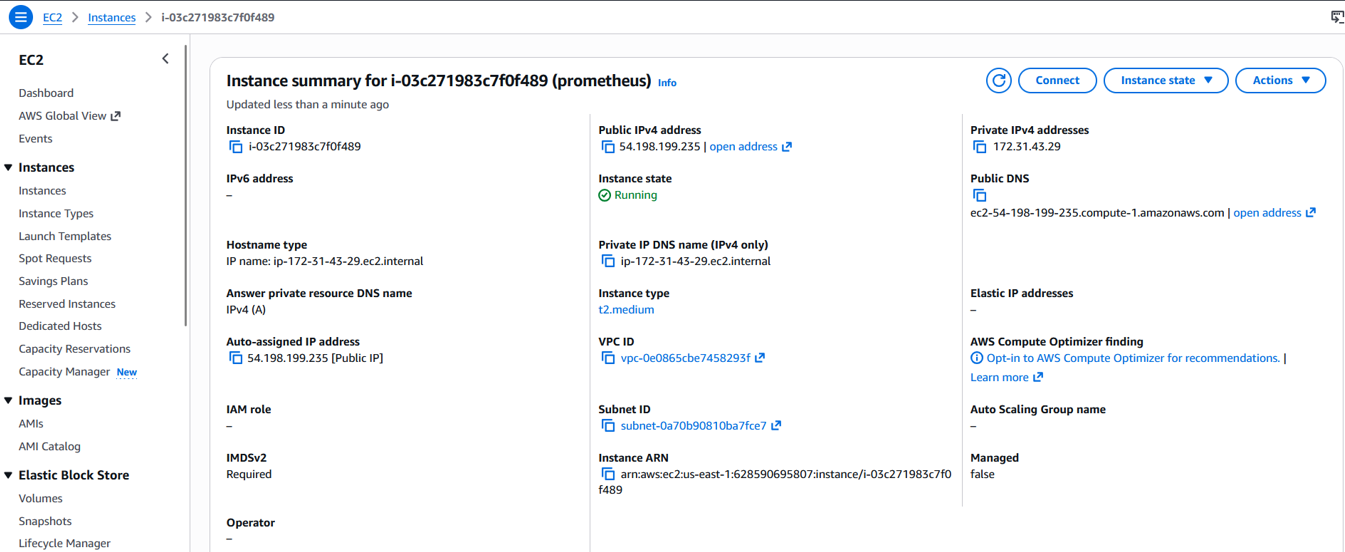 EC2 > Instances > i-03c271983c7f0f489
EC2
Dashboard
AWS Global View
Events
Instances
Instances
Instance Types
Launch Templates
Spot Requests
Savings Plans
Reserved Instances
Dedicated Hosts
Capacity Reservations
Capacity Manager New
Images
AMIs
AMI Catalog
Elastic Block Store
Volumes
Snapshots
Lifecycle Manager
Instance summary for i-03c271983c7f0f489 (prometheus) Info
Updated less than a minute ago
Connect
Instance state
Actions
Instance ID
i-03c271983c7f0f489
Public IPv4 address
54.198.199.235 | open address
Private IPv4 addresses
172.31.43.29
IPv6 address
–
Instance state
Running
Public DNS
ec2-54-198-199-235.compute-1.amazonaws.com | open address
Hostname type
IP name: ip-172-31-43-29.ec2.internal
Private IP DNS name (IPv4 only)
ip-172-31-43-29.ec2.internal
Answer private resource DNS name
IPv4 (A)
Instance type
t2.medium
Elastic IP addresses
–
Auto-assigned IP address
54.198.199.235 [Public IP]
VPC ID
vpc-0e0865cbe7458293f
AWS Compute Optimizer finding
Opt-in to AWS Compute Optimizer for recommendations. |
Learn more
IAM role
–
Subnet ID
subnet-0a70b90810ba7fce7
Auto Scaling Group name
–
IMDSv2
Required
Instance ARN
arn:aws:ec2:us-east-1:628590695807:instance/i-03c271983c7f0
f489
Managed
false
Operator
–